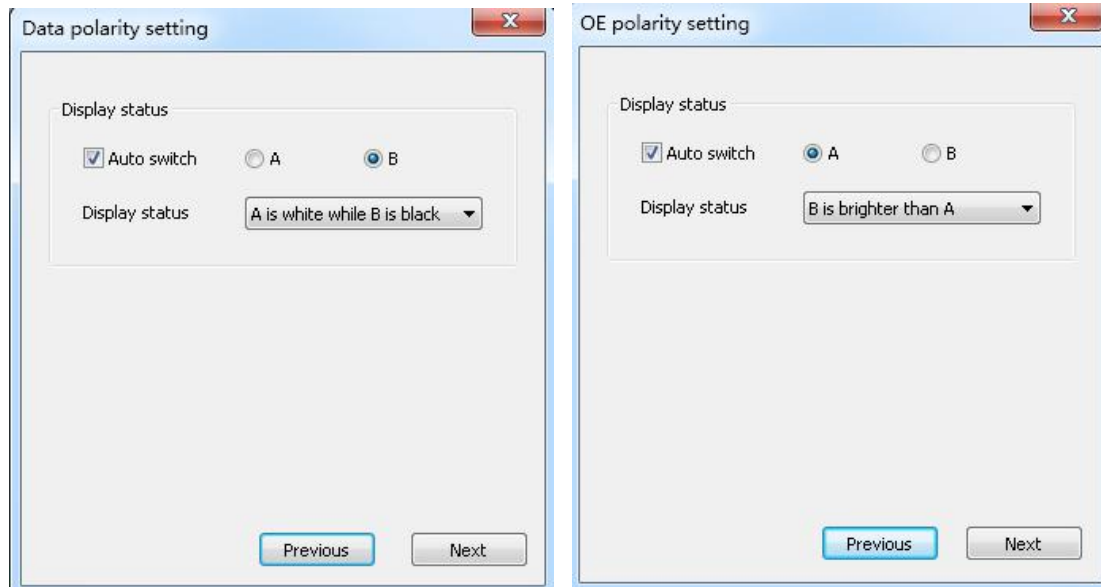 Data polarity setting
Display status
Auto switch A B
Display status A is white while B is black
Previous Next
OE polarity setting
Display status
Auto switch A B
Display status B is brighter than A
Previous Next